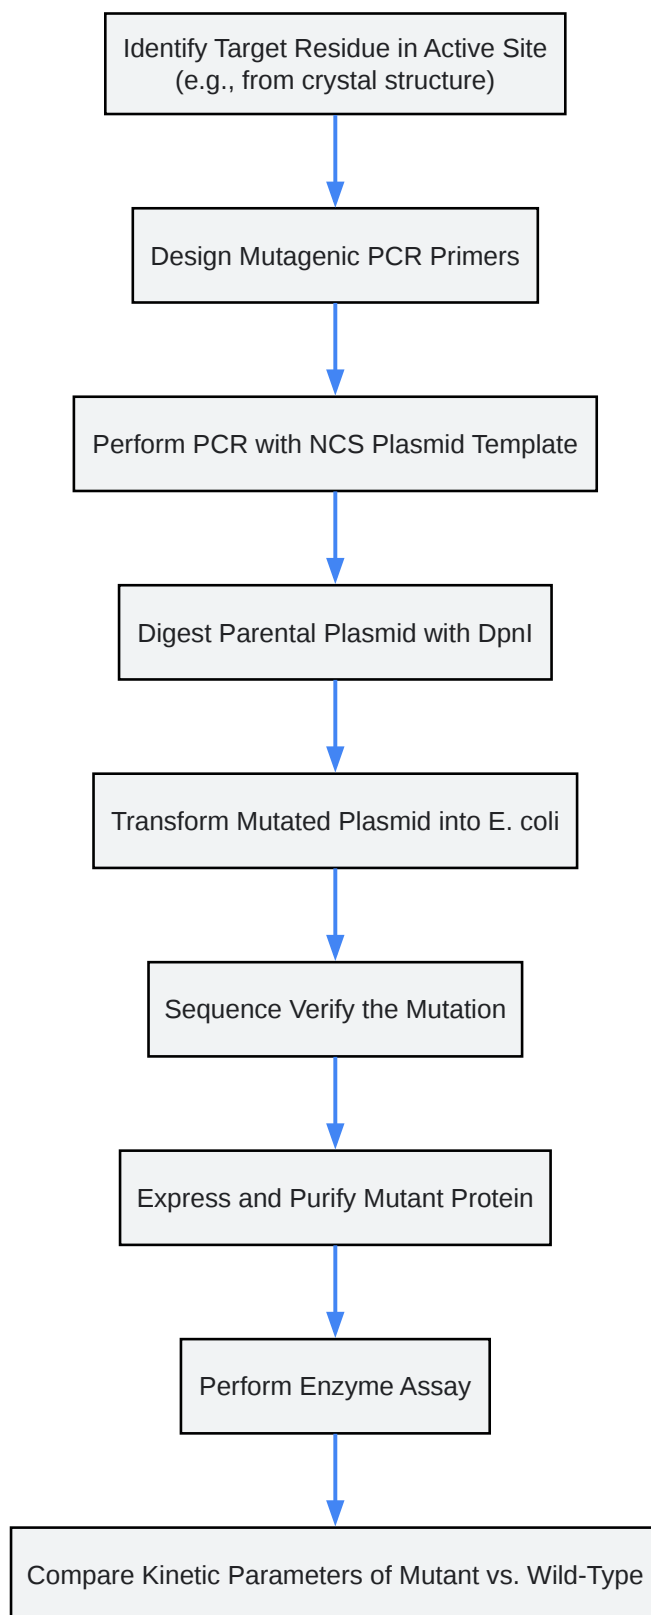 Identify Target Residue in Active Site
(e.g., from crystal structure)
Design Mutagenic PCR Primers
Perform PCR with NCS Plasmid Template
Digest Parental Plasmid with DpnI
Transform Mutated Plasmid into E. coli
Sequence Verify the Mutation
Express and Purify Mutant Protein
Perform Enzyme Assay
Compare Kinetic Parameters of Mutant vs. Wild-Type